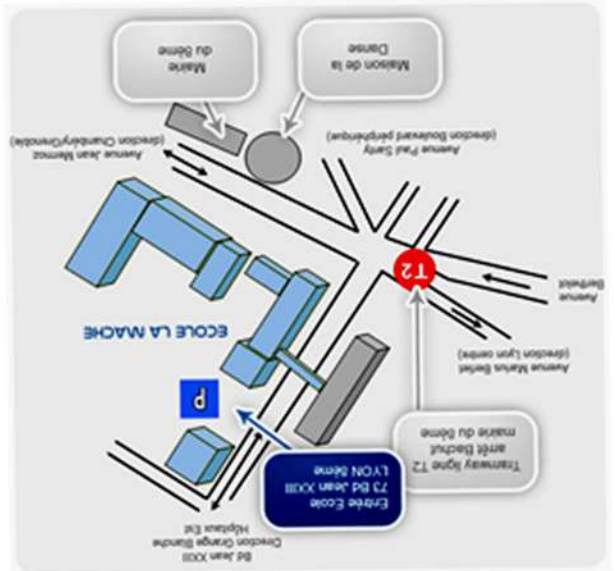 Bd Jean XXIII
Direction Grange Blanche
Hôpitaux Est
Entrée Ecole
73 Bd Jean XXIII
LYON 8ème
Tramway ligne T2
arrêt Bachut
mairie du 8ème
P
Avenue Marius Berliet
(direction Lyon centre)
ECOLE LA MACHE
Avenue
Berthelot
T2
Avenue Paul Santy
(direction Boulevard périphérique)
Avenue Jean Mermoz
(direction Chambéry/Grenoble)
Maison de la
Danse
Mairie
du 8ème